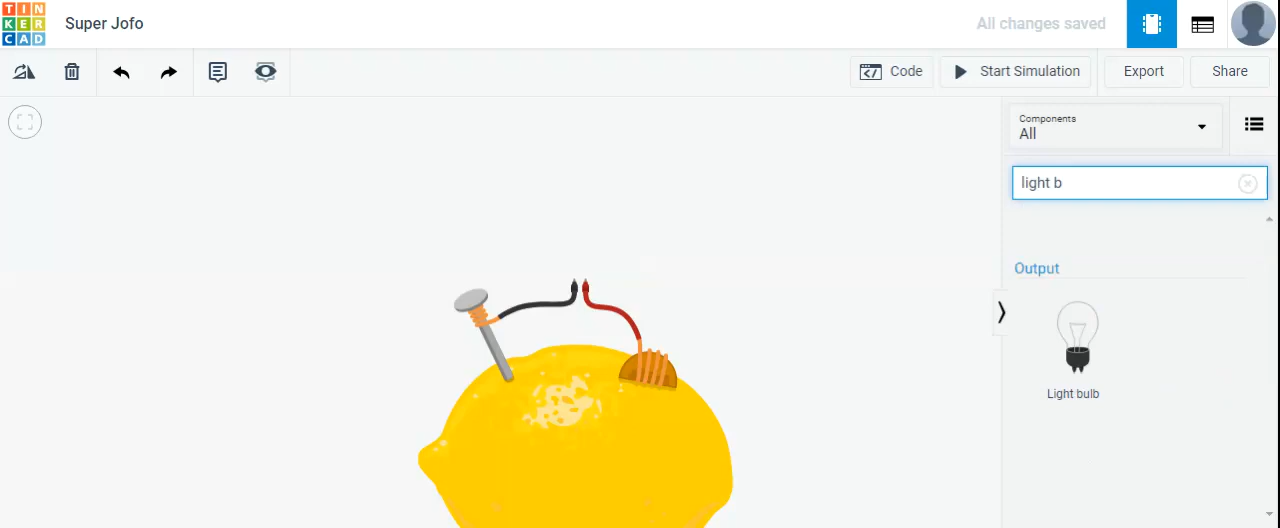 TIN
KER
CAD
Super Jofo
All changes saved
Code
Start Simulation
Export
Share
Components
All
light b
Output
Light bulb